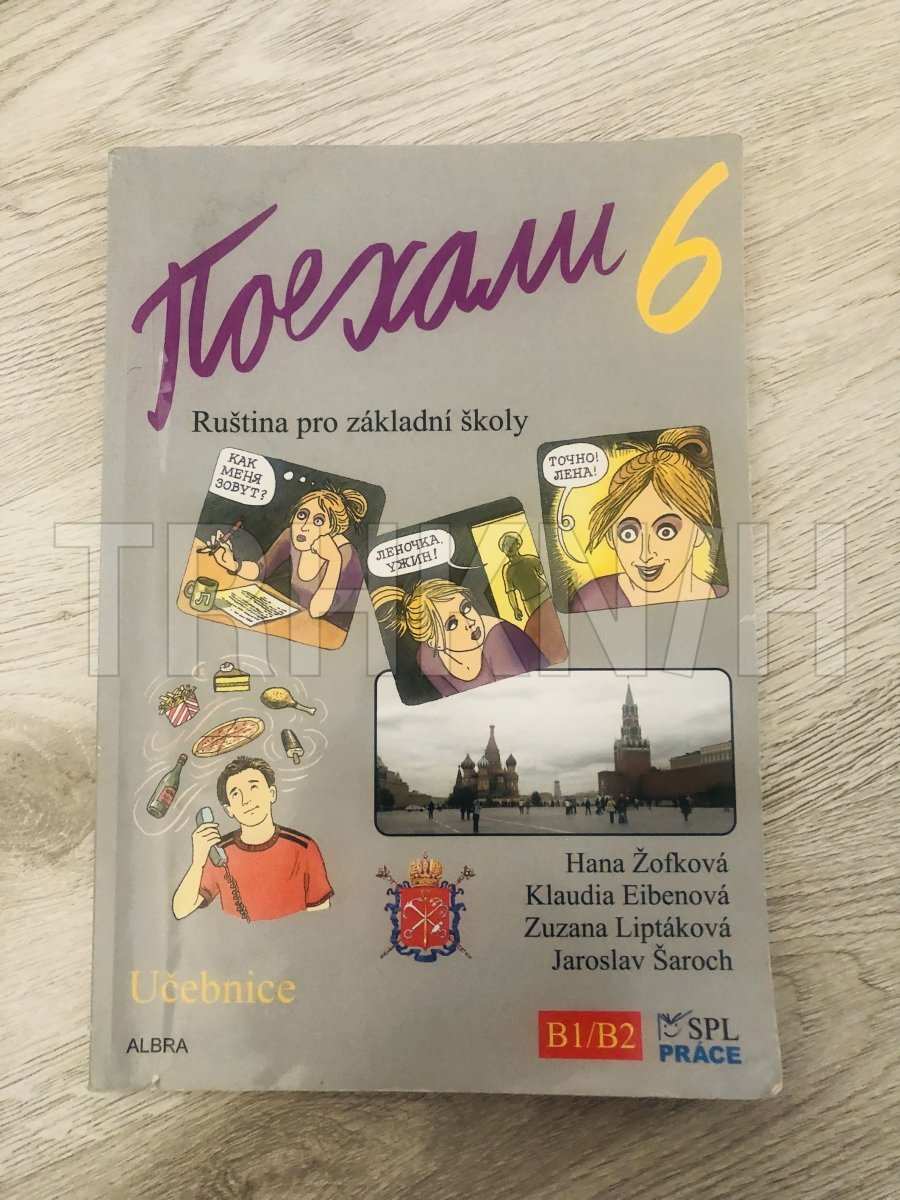 Поехали 6
Ruština pro základní školy
КАК
МЕНЯ
ЗОВУТ?
ЛЕНОЧКА,
УЖИН!
ТОЧНО!
ЛЕНА!
Hana Žofková
Klaudia Eibenová
Zuzana Liptáková
Jaroslav Šaroch
Učebnice
ALBRA
B1/B2
SPL
PRÁCE